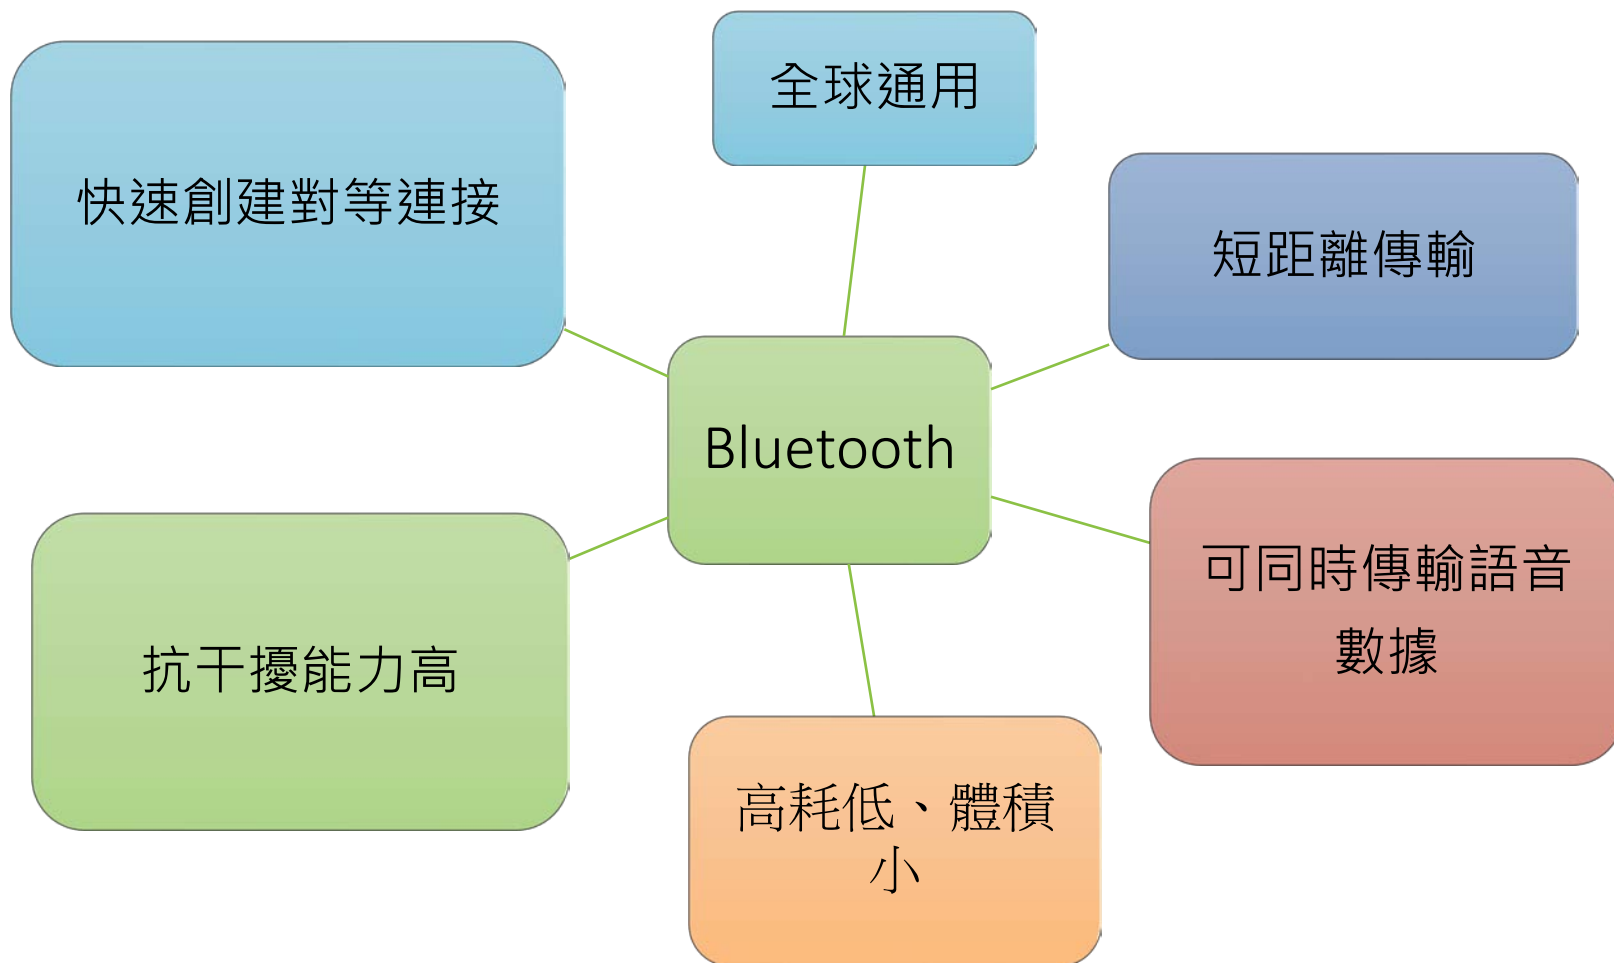 全球通用
快速創建對等連接
短距離傳輸
Bluetooth
可同時傳輸語音
數據
抗干擾能力高
高耗低、體積
小